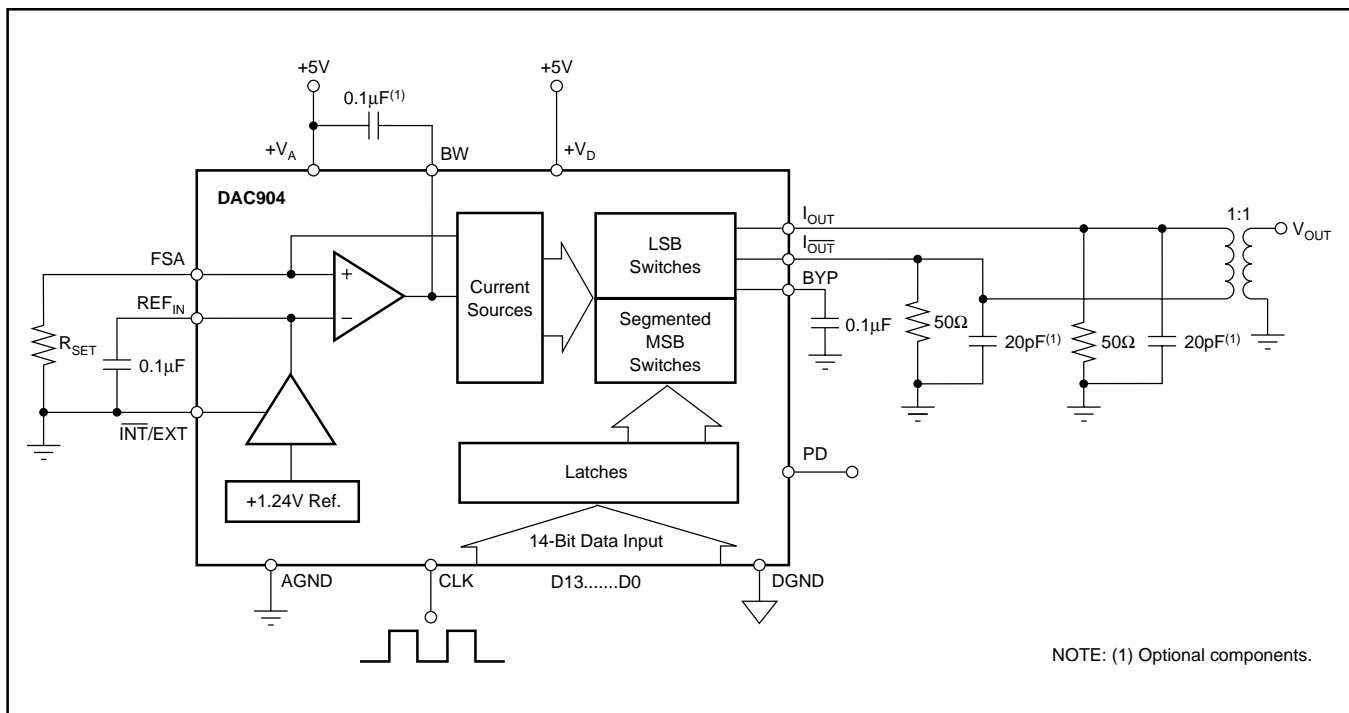 +5V
+5V
0.1µF(1)
+VA
BW
+VD
DAC904
IOUT
1:1
VOUT
LSB
Switches
IOUT
FSA
Current
Sources
BYP
+
REFIN
–
Segmented
MSB
Switches
0.1µF
50Ω
20pF(1)
50Ω
20pF(1)
RSET
0.1µF
INT/EXT
PD
Latches
+1.24V Ref.
14-Bit Data Input
AGND
CLK
D13.......D0
DGND
NOTE: (1) Optional components.